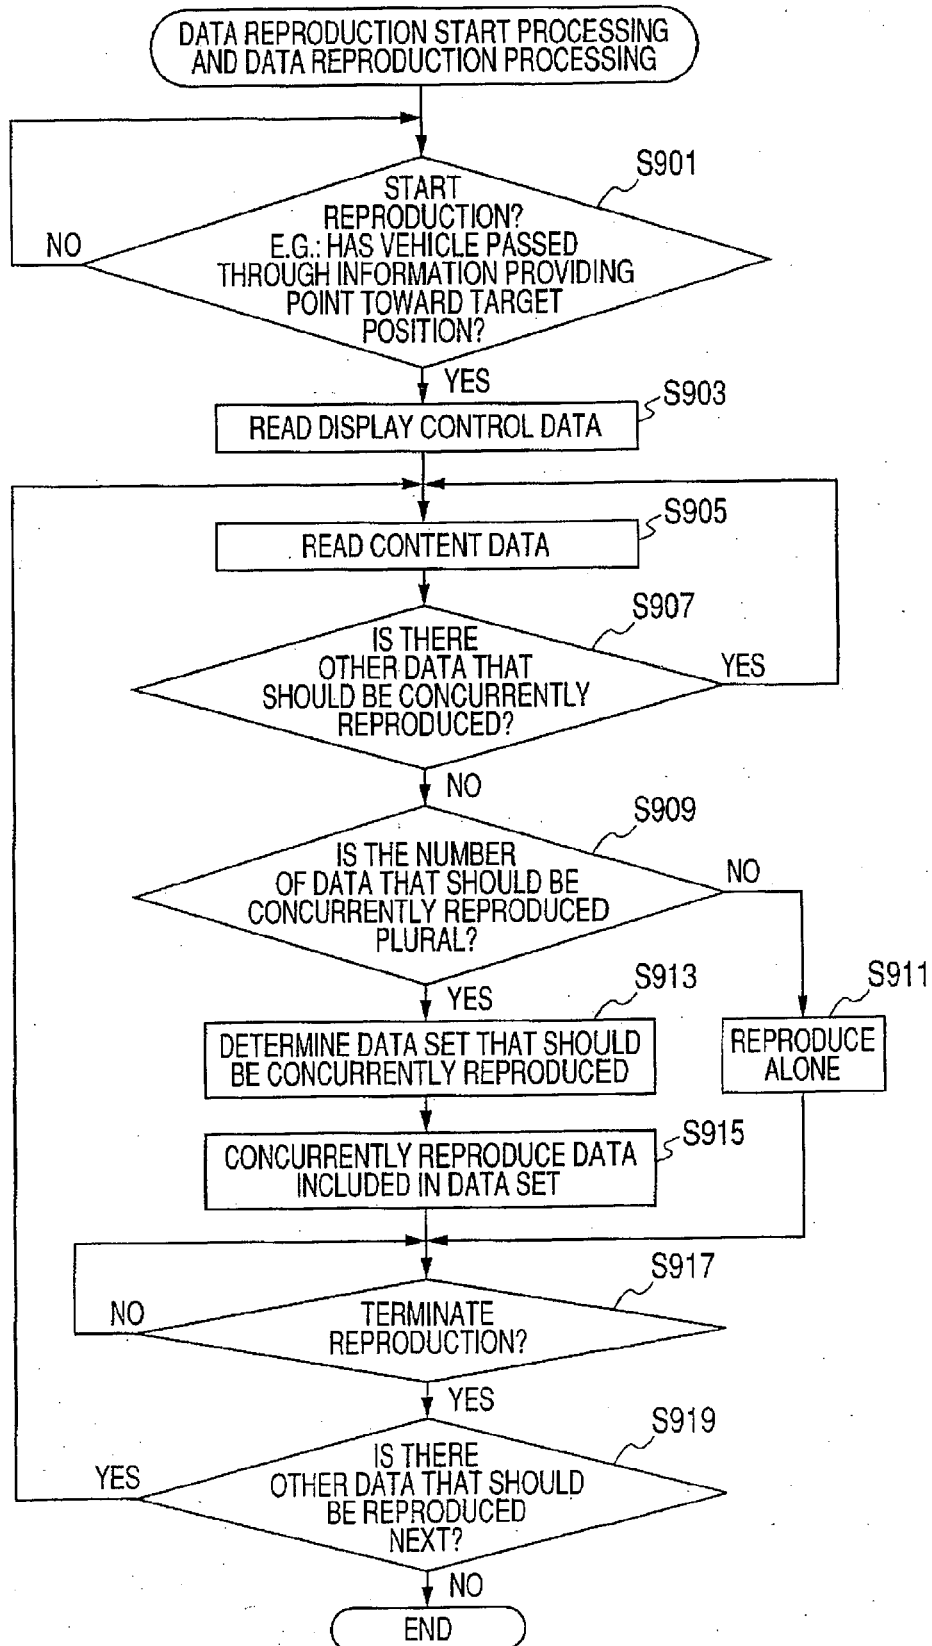 DATA REPRODUCTION START PROCESSING
AND DATA REPRODUCTION PROCESSING
S901
START
REPRODUCTION?
E.G.: HAS VEHICLE PASSED
THROUGH INFORMATION PROVIDING
POINT TOWARD TARGET
POSITION?
NO
YES
S903
READ DISPLAY CONTROL DATA
S905
READ CONTENT DATA
S907
IS THERE
OTHER DATA THAT
SHOULD BE CONCURRENTLY
REPRODUCED?
YES
NO
S909
IS THE NUMBER
OF DATA THAT SHOULD BE
CONCURRENTLY REPRODUCED
PLURAL?
NO
YES
S913
DETERMINE DATA SET THAT SHOULD
BE CONCURRENTLY REPRODUCED
S911
REPRODUCE
ALONE
S915
CONCURRENTLY REPRODUCE DATA
INCLUDED IN DATA SET
S917
TERMINATE
REPRODUCTION?
NO
YES
S919
IS THERE
OTHER DATA THAT SHOULD
BE REPRODUCED
NEXT?
YES
NO
END